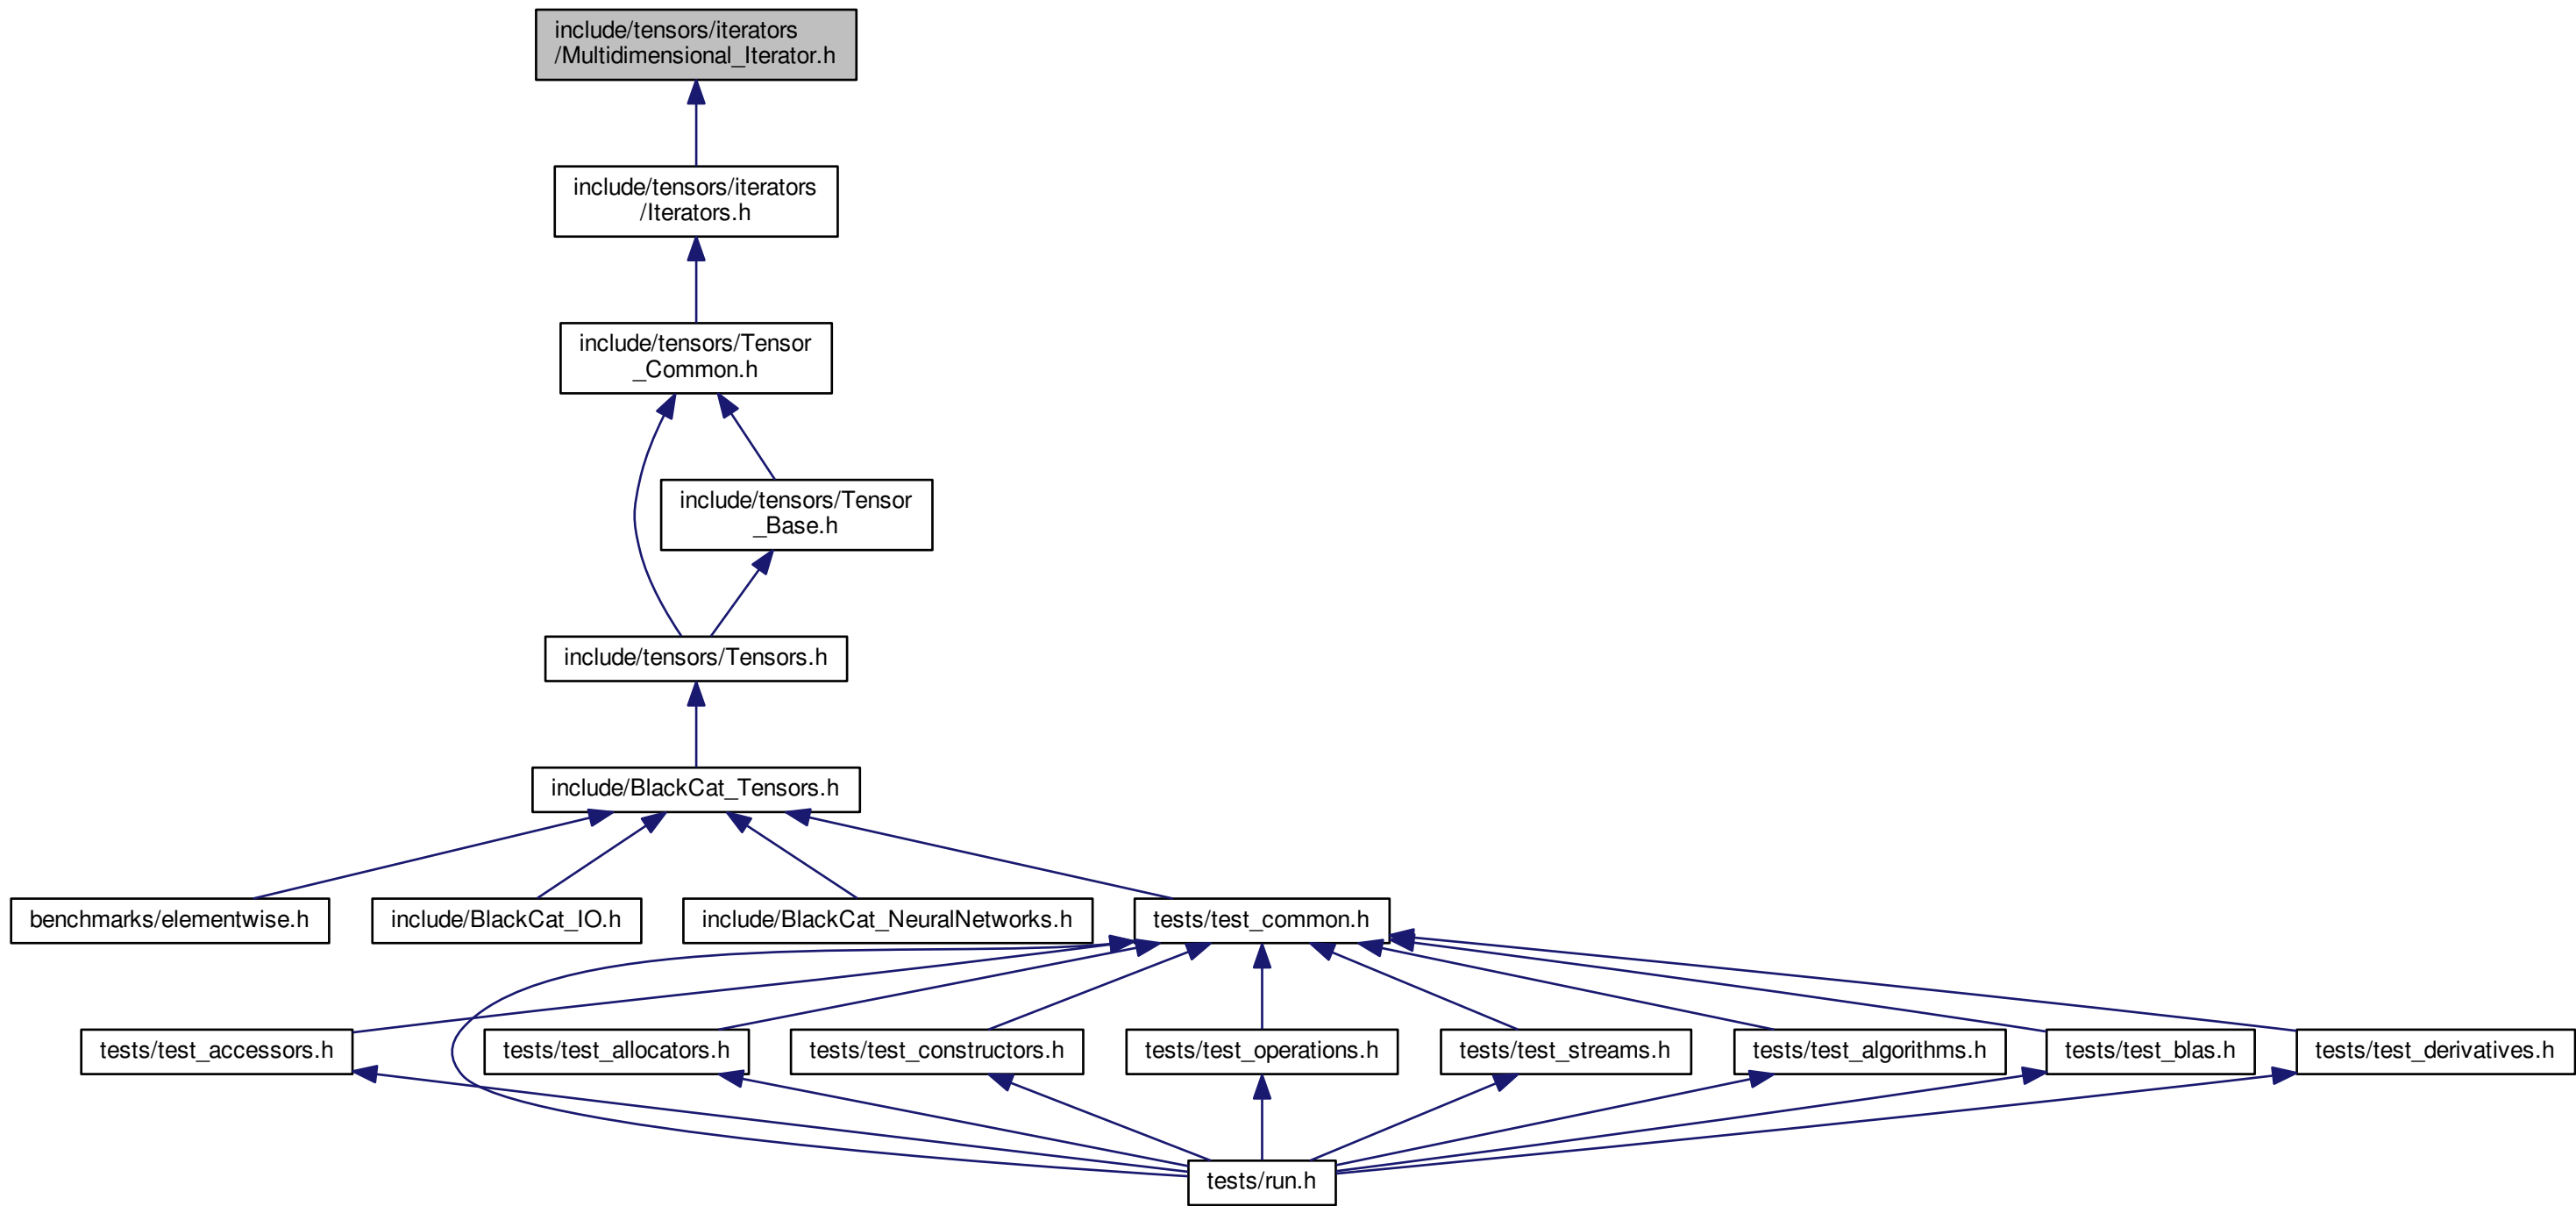 include/tensors/iterators
/Multidimensional_Iterator.h
include/tensors/iterators
/Iterators.h
include/tensors/Tensor
_Common.h
include/tensors/Tensor
_Base.h
include/tensors/Tensors.h
include/BlackCat_Tensors.h
benchmarks/elementwise.h
include/BlackCat_IO.h
include/BlackCat_NeuralNetworks.h
tests/test_common.h
tests/test_accessors.h
tests/test_allocators.h
tests/test_constructors.h
tests/test_operations.h
tests/test_streams.h
tests/test_algorithms.h
tests/test_blas.h
tests/test_derivatives.h
tests/run.h